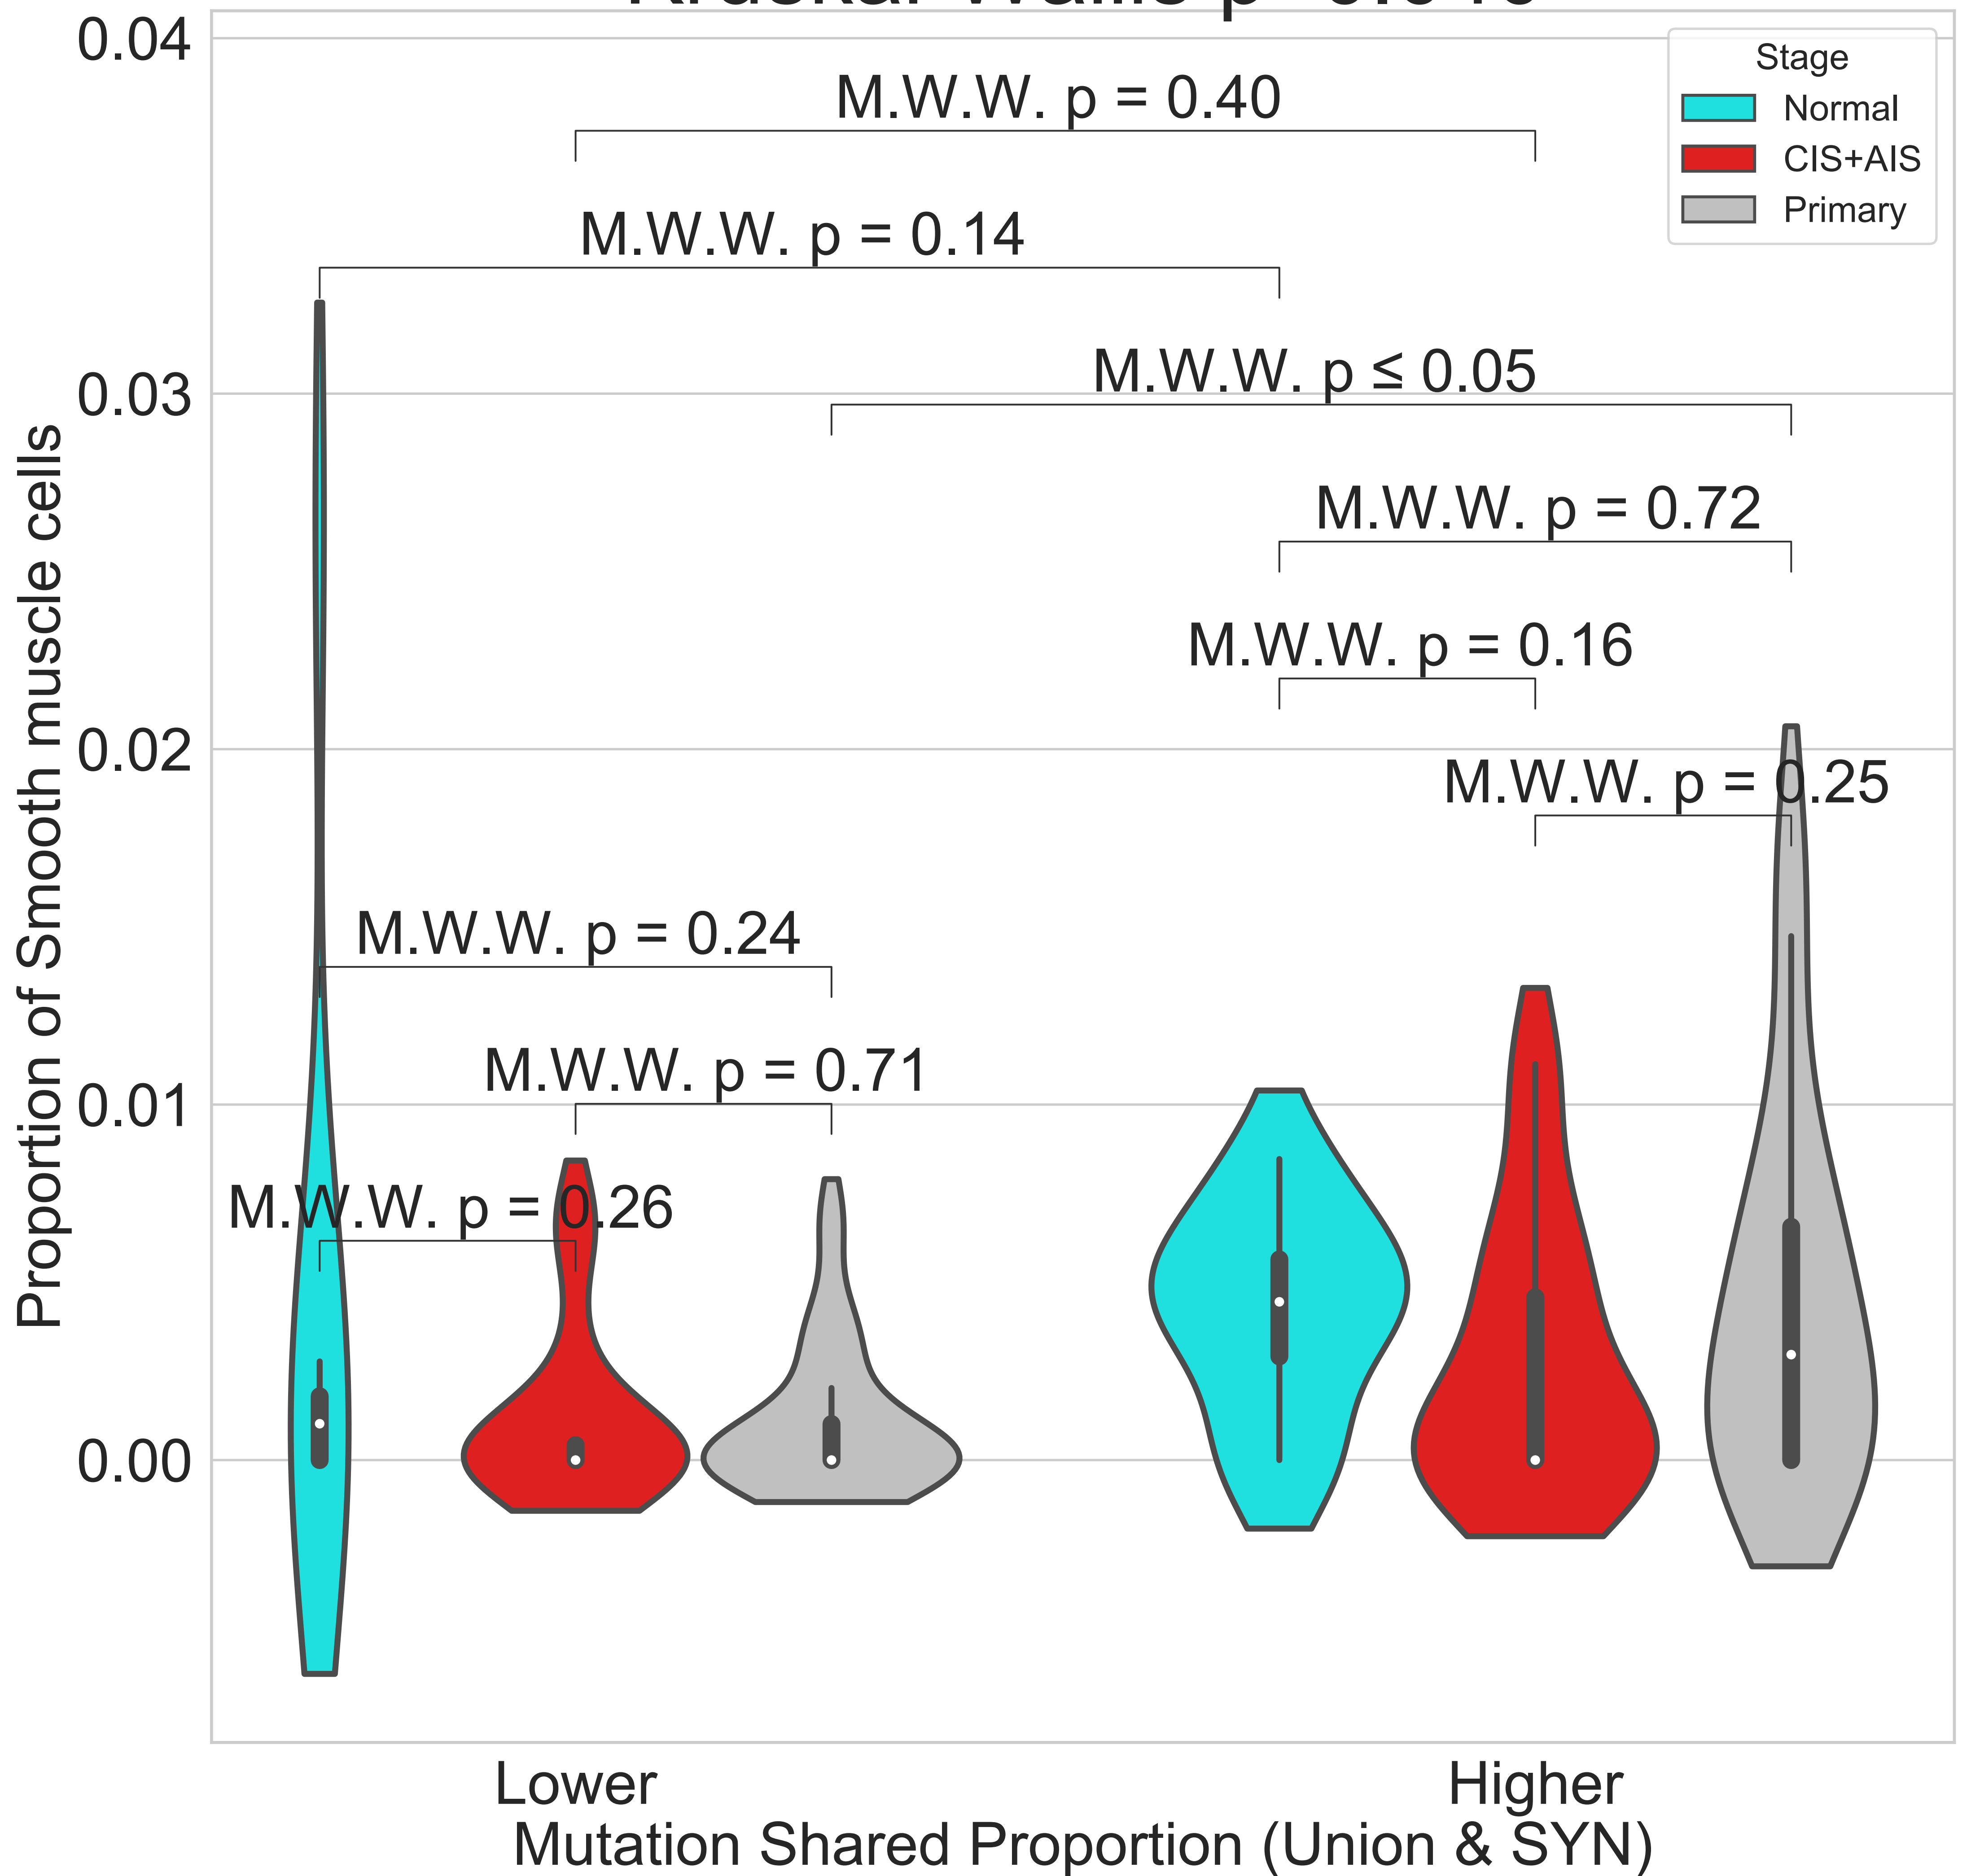 0.04
Stage
Normal
CIS+AIS
Primary
M.W.W. p = 0.40
M.W.W. p = 0.14
M.W.W. p ≤ 0.05
0.03
M.W.W. p = 0.72
M.W.W. p = 0.16
0.02
M.W.W. p = 0.25
M.W.W. p = 0.24
M.W.W. p = 0.71
0.01
M.W.W. p = 0.26
0.00
Proportion of Smooth muscle cells
Lower
Higher
Mutation Shared Proportion (Union & SYN)